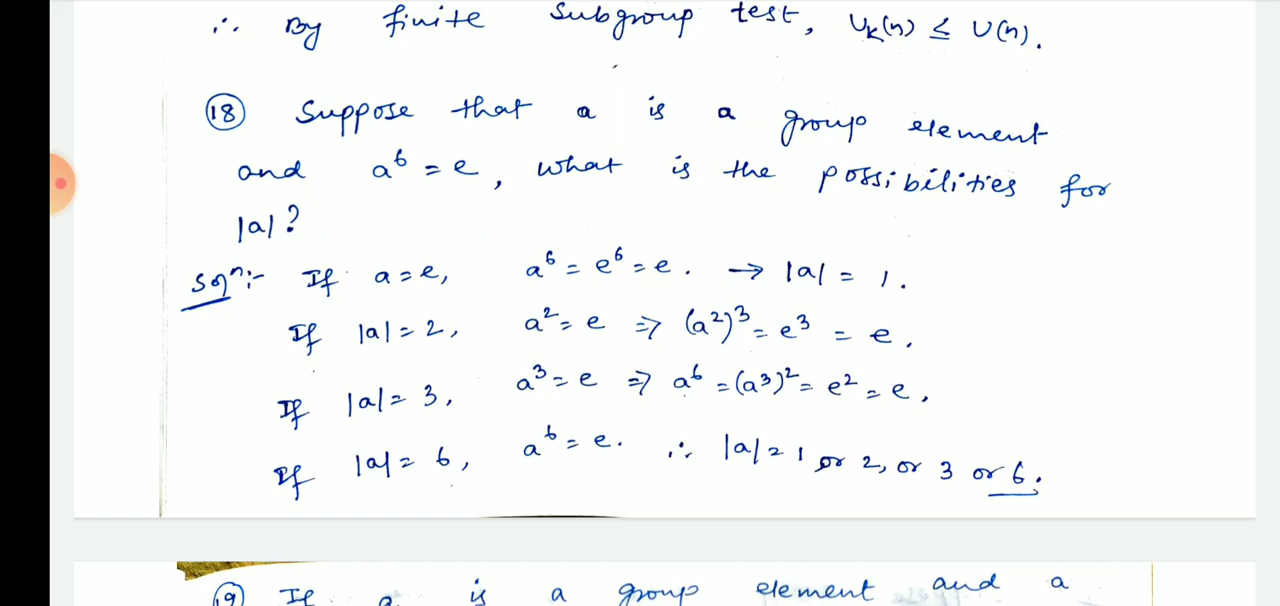 ∴ By finite subgroup test, Uₖ(n) ≤ U(n).
⑱ Suppose that a is a group element
and a⁶ = e, what is the possibilities for
|a|?
Solⁿ:- If a = e, a⁶ = e⁶ = e. → |a| = 1.
If |a| = 2, a² = e ⇒ (a²)³ = e³ = e.
If |a| = 3, a³ = e ⇒ a⁶ = (a³)² = e² = e.
If |a| = 6, a⁶ = e. ∴ |a| = 1 or 2, or 3 or 6.
⑲ If a is a group element and a